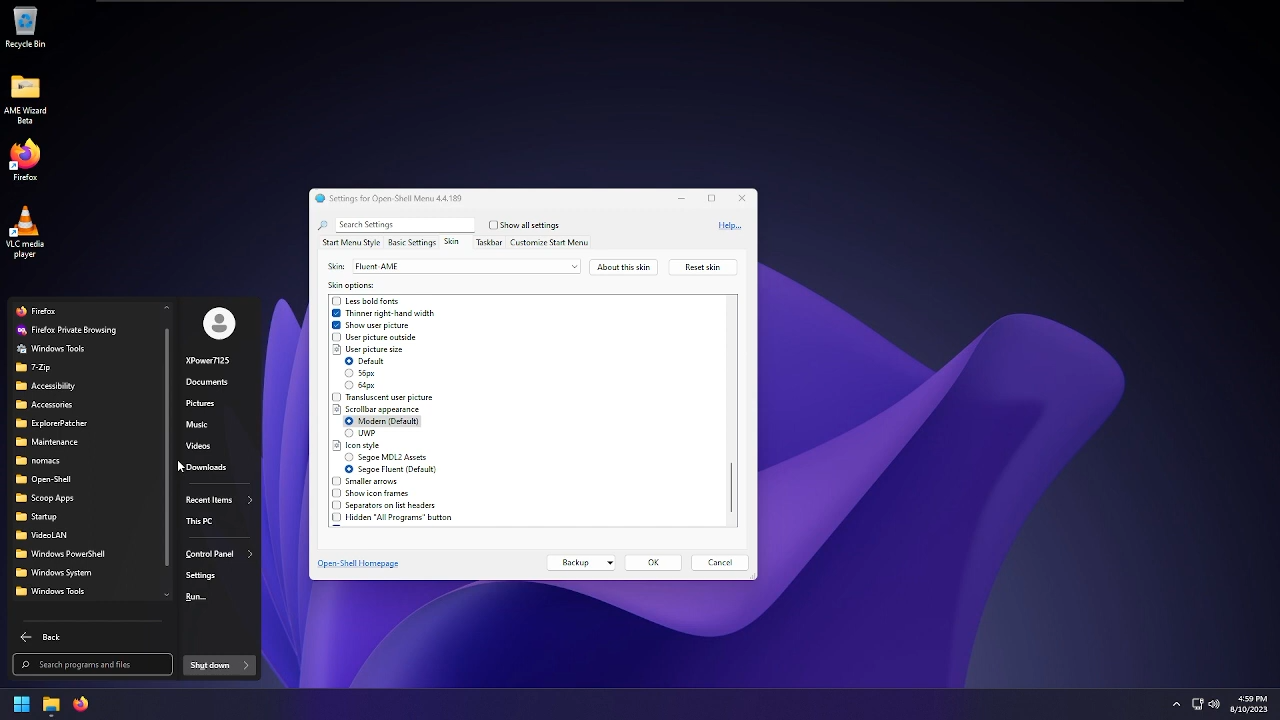 Recycle Bin
AME Wizard
Beta
Firefox
VLC media
player
Settings for Open-Shell Menu 4.4.189
Search Settings
Show all settings
Help...
Start Menu Style
Basic Settings
Skin
Taskbar
Customize Start Menu
Skin:
Fluent-AME
About this skin
Reset skin
Skin options:
Less bold fonts
Thinner right-hand width
Show user picture
User picture outside
User picture size
Default
56px
64px
Transluscent user picture
Scrollbar appearance
Modern (Default)
UWP
Icon style
Segoe MDL2 Assets
Segoe Fluent (Default)
Smaller arrows
Show icon frames
Separators on list headers
Hidden "All Programs" button
Open-Shell Homepage
Backup
OK
Cancel
Firefox
Firefox Private Browsing
Windows Tools
7-Zip
Accessibility
Accessories
ExplorerPatcher
Maintenance
nomacs
Open-Shell
Scoop Apps
Startup
VideoLAN
Windows PowerShell
Windows System
Windows Tools
Back
Search programs and files
XPower7125
Documents
Pictures
Music
Videos
Downloads
Recent Items
This PC
Control Panel
Settings
Run...
Shut down
4:59 PM
8/10/2023